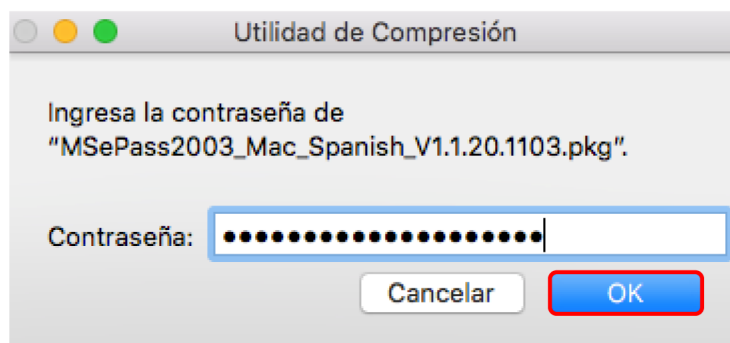 Utilidad de Compresión
Ingresa la contraseña de
“MSePass2003_Mac_Spanish_V1.1.20.1103.pkg”.
Contraseña: ••••••••••••••••••••
Cancelar OK